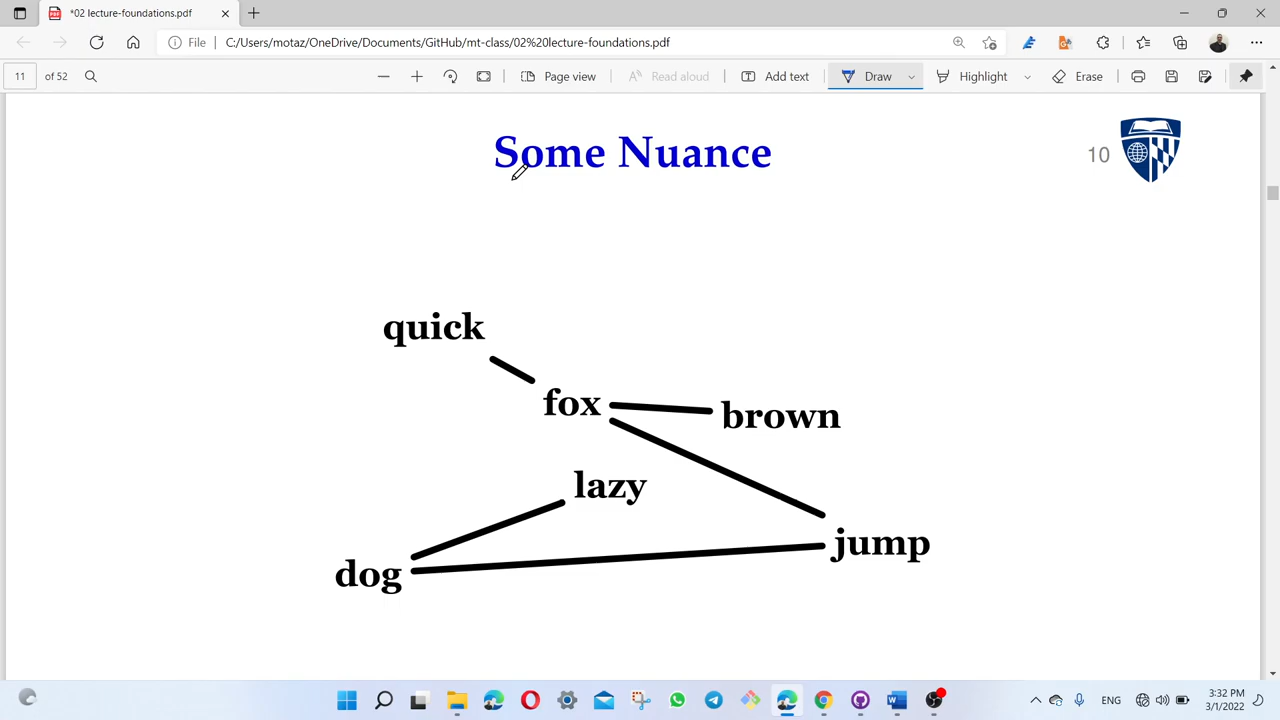 *02 lecture-foundations.pdf
File
C:/Users/motaz/OneDrive/Documents/GitHub/mt-class/02%20lecture-foundations.pdf
11 of 52
Page view
Read aloud
Add text
Draw
Highlight
Erase
Some Nuance
10
quick
fox
brown
lazy
jump
dog
ENG
3:32 PM
3/1/2022